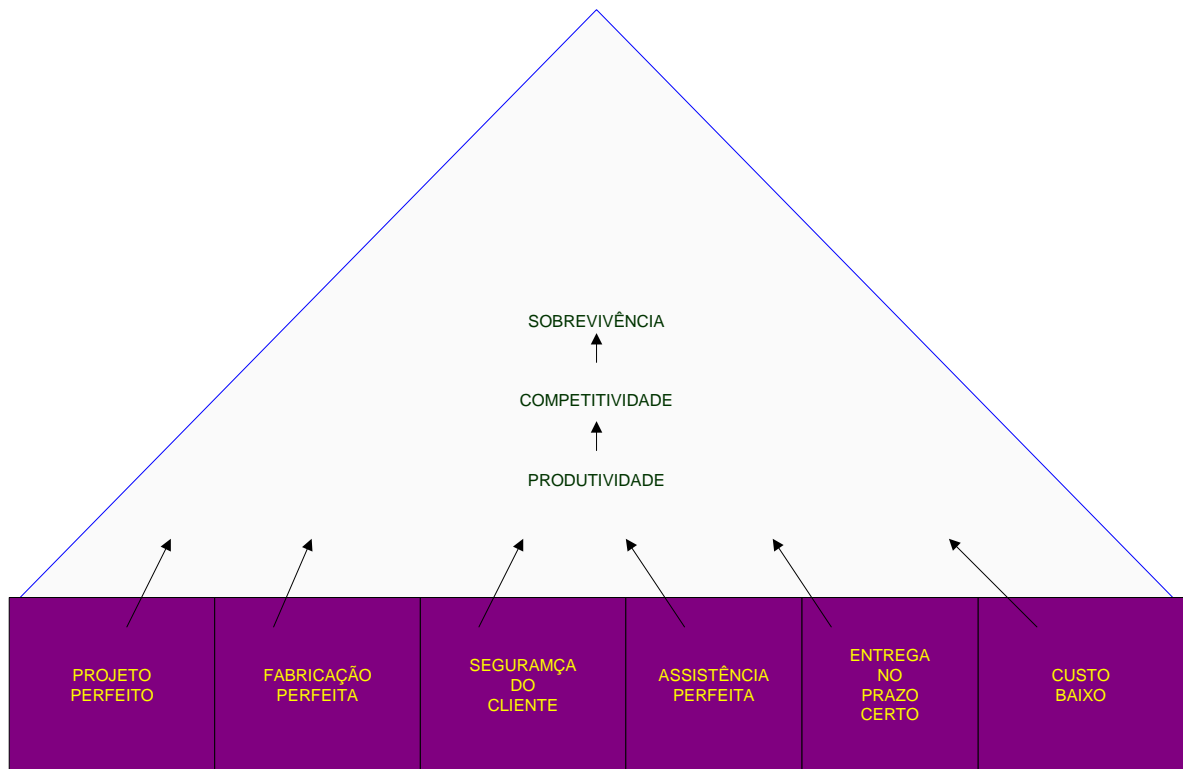 SOBREVIVÊNCIA
COMPETITIVIDADE
PRODUTIVIDADE
PROJETO
PERFEITO
FABRICAÇÃO
PERFEITA
SEGURAMÇA
DO
CLIENTE
ASSISTÊNCIA
PERFEITA
ENTREGA
NO
PRAZO
CERTO
CUSTO
BAIXO